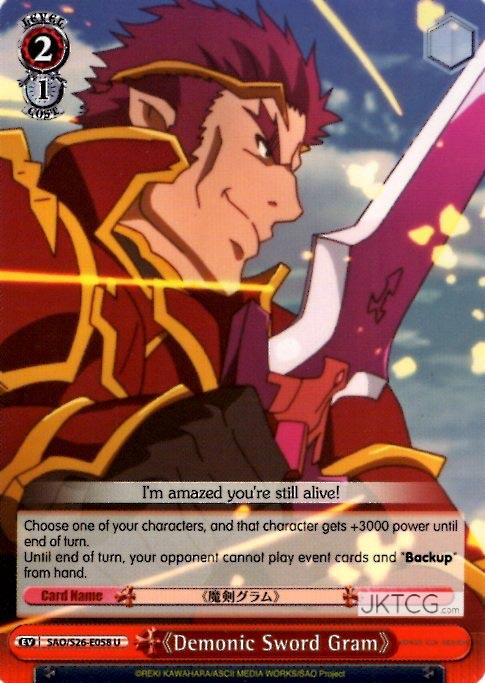 LEVEL
2
1
COST
I'm amazed you're still alive!
Choose one of your characters, and that character gets +3000 power until
end of turn.
Until end of turn, your opponent cannot play event cards and "Backup"
from hand.
Card Name 《魔剣グラム》
JKTCG.com
EV SAO/S26-E058 U 《Demonic Sword Gram》
©REKI KAWAHARA/ASCII MEDIA WORKS/SAO Project